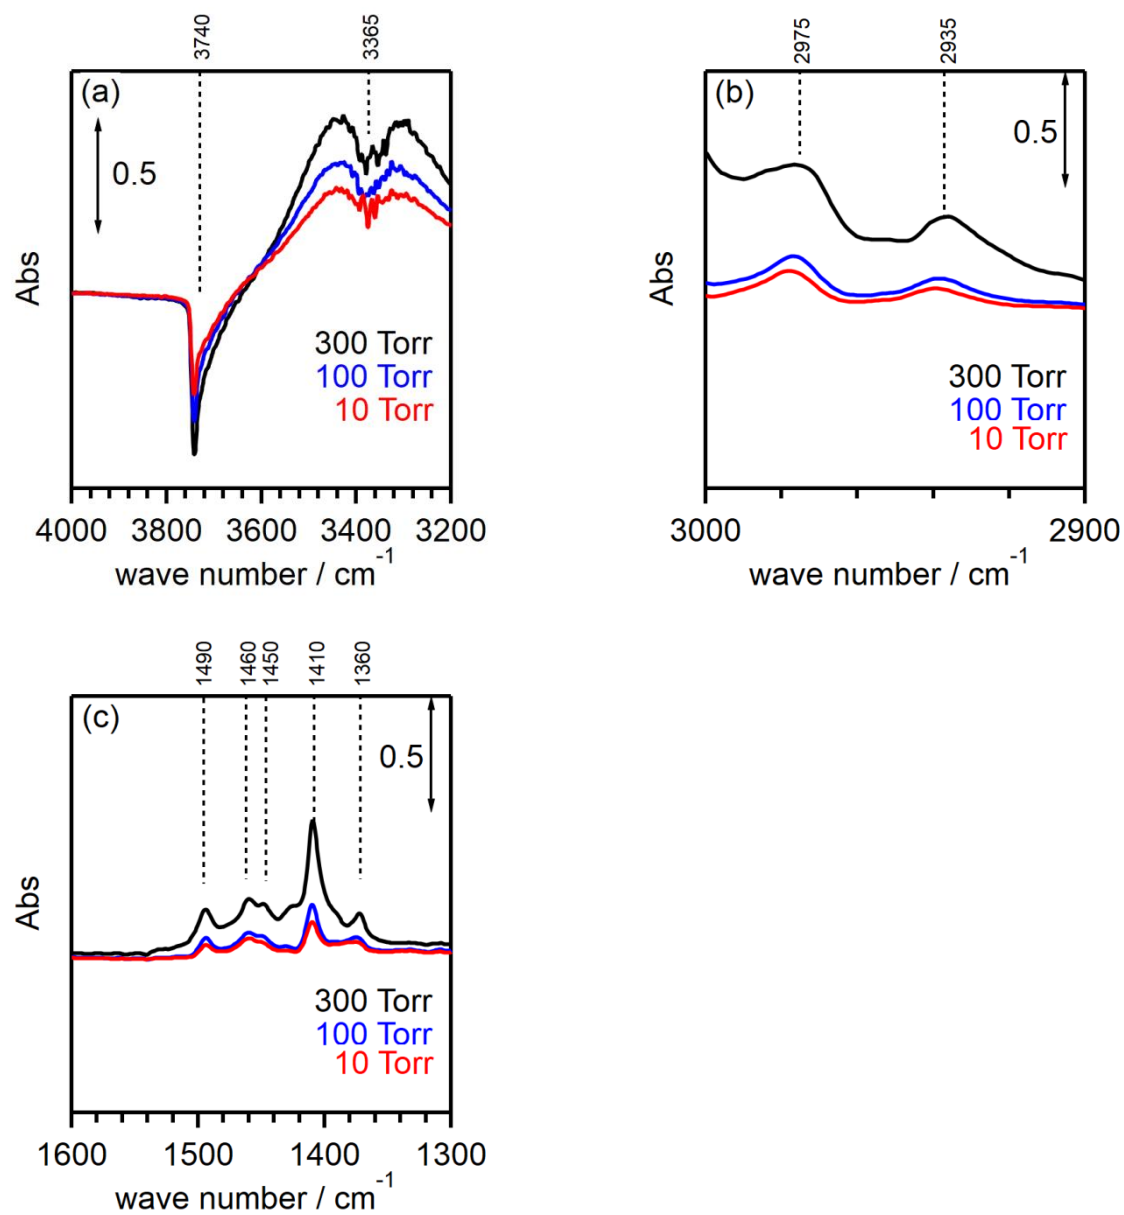 3740
3365
(a)
0.5
Abs
300 Torr
100 Torr
10 Torr
4000 3800 3600 3400 3200
wave number / cm-1
2975
2935
(b)
0.5
Abs
300 Torr
100 Torr
10 Torr
3000 2900
wave number / cm-1
1490
1460
1450
1410
1360
(c)
0.5
Abs
300 Torr
100 Torr
10 Torr
1600 1500 1400 1300
wave number / cm-1